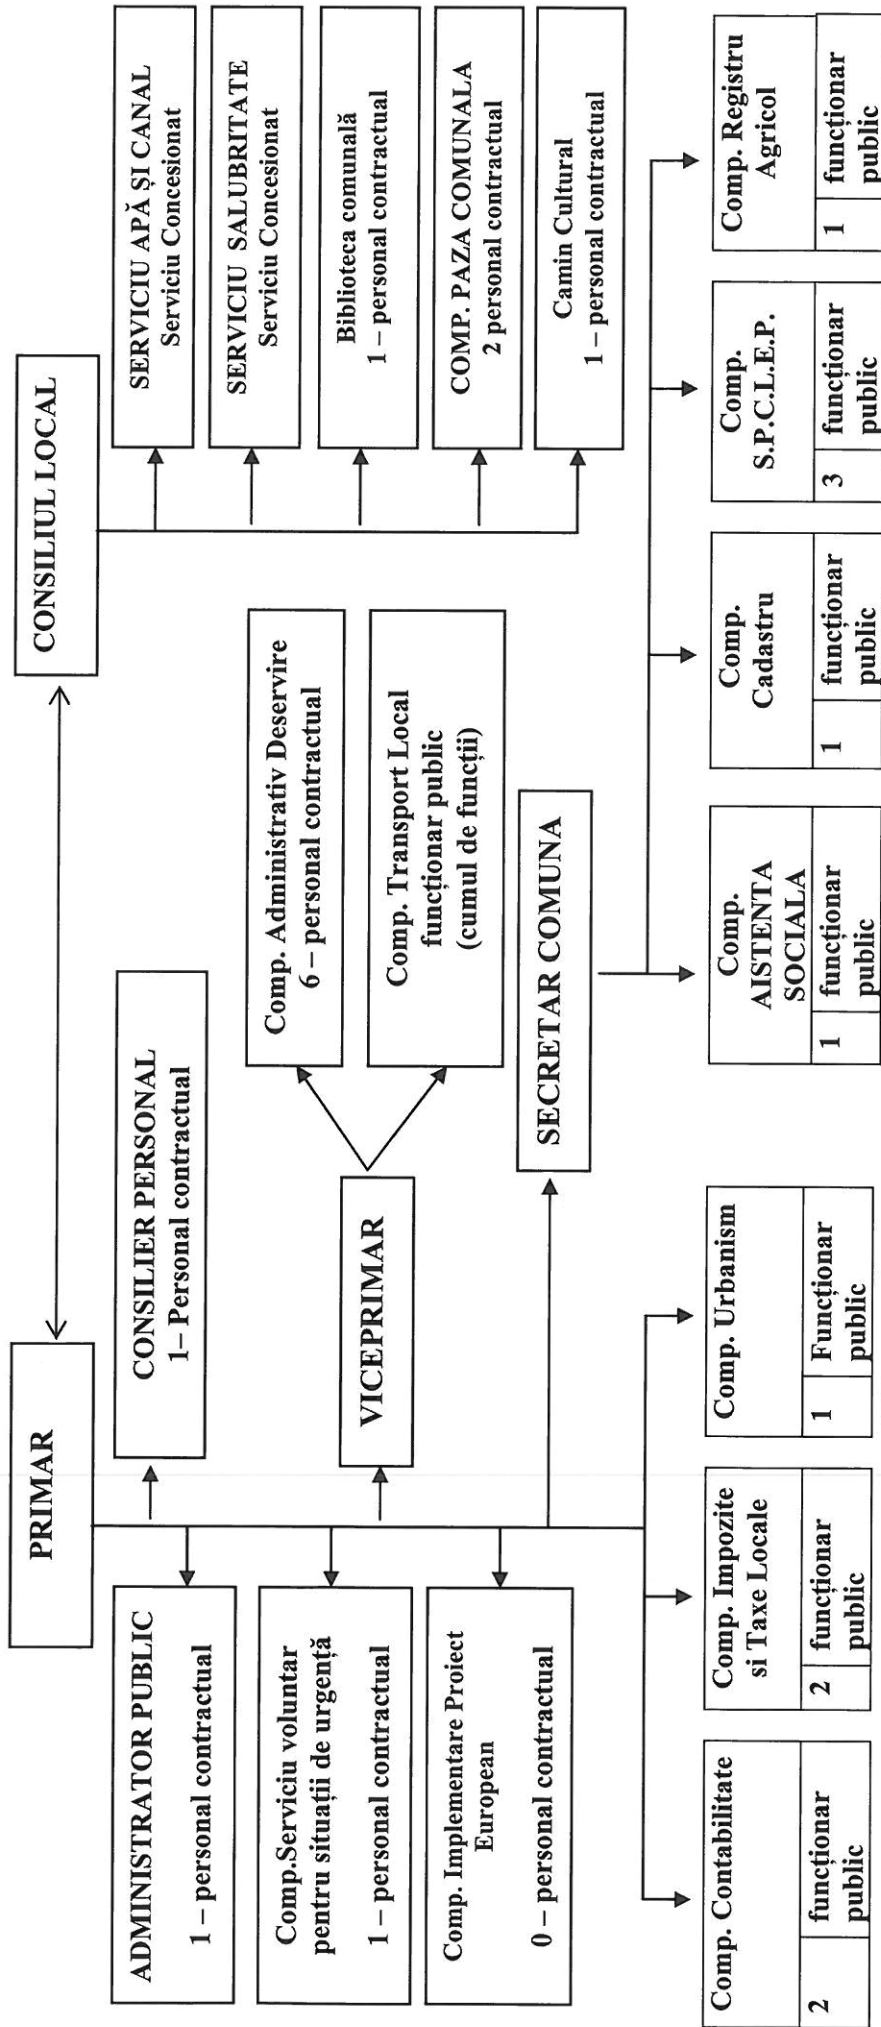 PRIMAR
CONSILIUL LOCAL
ADMINISTRATOR PUBLIC
1 – personal contractual
Comp.Serviciu voluntar
pentru situații de urgență
1 – personal contractual
Comp. Implementare Proiect
European
0 – personal contractual
CONSILIER PERSONAL
1– Personal contractual
VICEPRIMAR
Comp. Administrativ Deservire
6 – personal contractual
Comp. Transport Local
funcționar public
(cumul de funcții)
SECRETAR COMUNA
SERVICIU APĂ ȘI CANAL
Serviciu Concesionat
SERVICIU SALUBRITATE
Serviciu Concesionat
Biblioteca comunală
1 – personal contractual
COMP. PAZA COMUNALA
2 personal contractual
Camin Cultural
1 – personal contractual
Comp. Contabilitate
2 funcționar
public
Comp. Impozite
si Taxe Locale
2 funcționar
public
Comp. Urbanism
1 Funcționar
public
Comp.
AISTENTA
SOCIALA
1 funcționar
public
Comp.
Cadastru
1 funcționar
public
Comp.
S.P.C.L.E.P.
3 funcționar
public
Comp. Registru
Agricol
1 funcționar
public